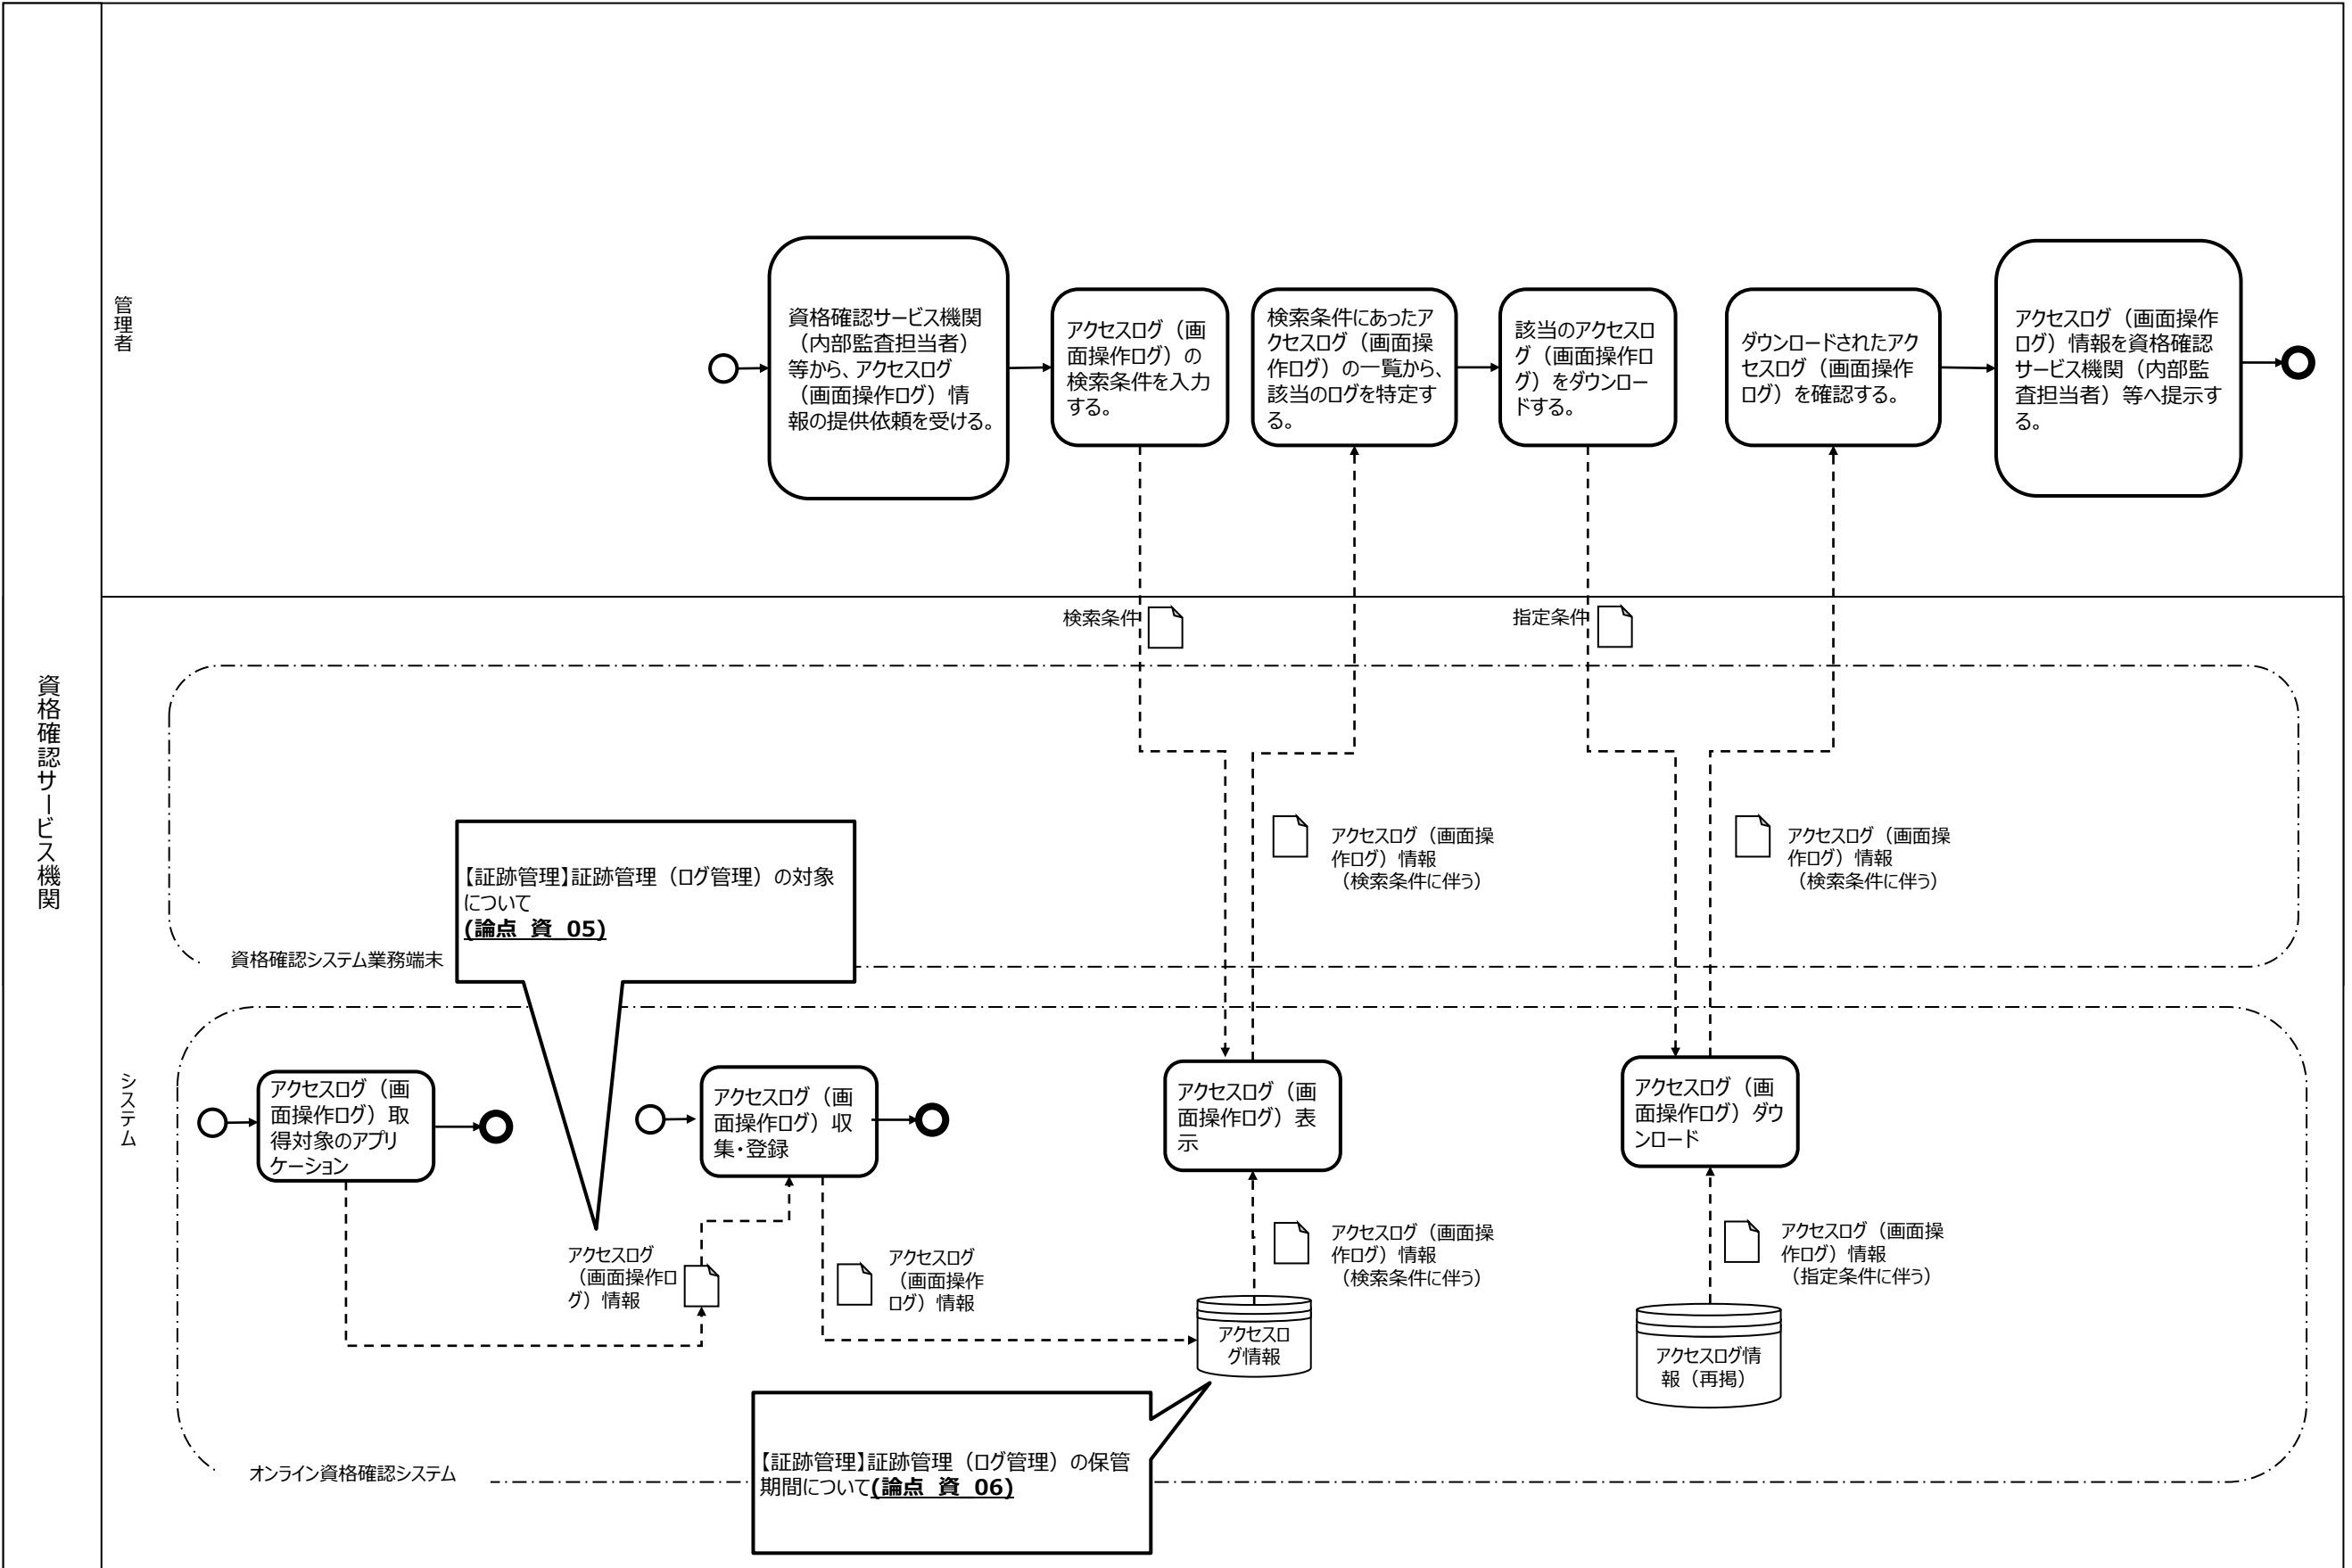 資格確認サービス機関
管理者
資格確認サービス機関
（内部監査担当者）
等から、アクセスログ
（画面操作ログ）情
報の提供依頼を受ける。
アクセスログ（画
面操作ログ）の
検索条件を入力
する。
検索条件にあったア
クセスログ（画面操
作ログ）の一覧から、
該当のログを特定す
る。
該当のアクセスロ
グ（画面操作ロ
グ）をダウンロー
ドする。
ダウンロードされたアク
セスログ（画面操作
ログ）を確認する。
アクセスログ（画面操作
ログ）情報を資格確認
サービス機関（内部監
査担当者）等へ提示す
る。
検索条件
指定条件
アクセスログ（画面操
作ログ）情報
（検索条件に伴う）
アクセスログ（画面操
作ログ）情報
（検索条件に伴う）
【証跡管理】証跡管理（ログ管理）の対象
について
(論点_資_05)
資格確認システム業務端末
システム
アクセスログ（画
面操作ログ）取
得対象のアプリ
ケーション
アクセスログ（画
面操作ログ）収
集・登録
アクセスログ（画
面操作ログ）表
示
アクセスログ（画
面操作ログ）ダウ
ンロード
アクセスログ
（画面操作ロ
グ）情報
アクセスログ
（画面操作
ログ）情報
アクセスログ（画面操
作ログ）情報
（検索条件に伴う）
アクセスログ（画面操
作ログ）情報
（指定条件に伴う）
アクセスロ
グ情報
アクセスログ情
報（再掲）
【証跡管理】証跡管理（ログ管理）の保管
期間について(論点_資_06)
オンライン資格確認システム